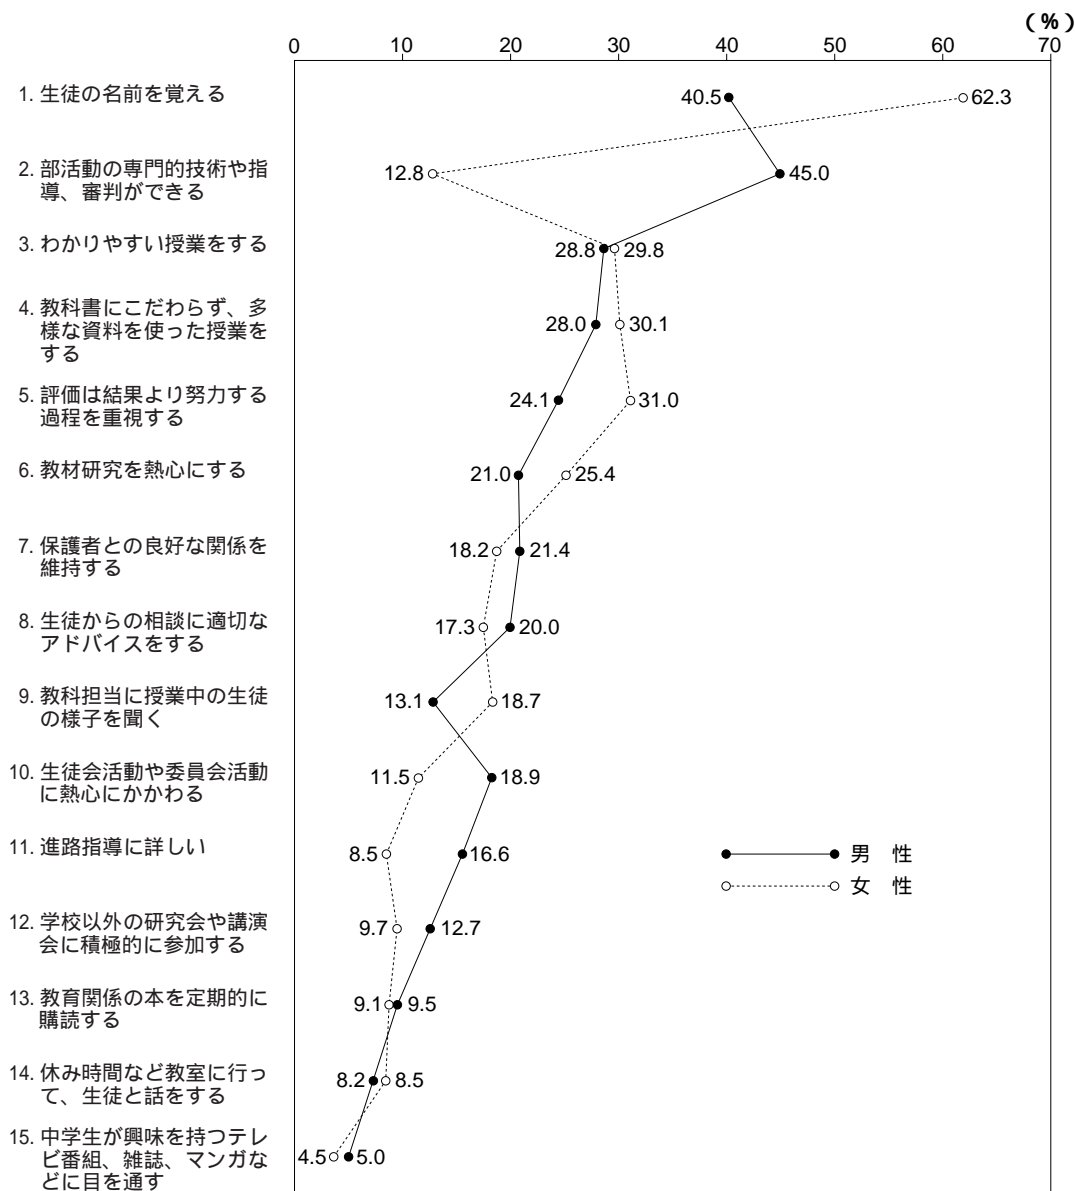 (%)
0 10 20 30 40 50 60 70
1. 生徒の名前を覚える
40.5 62.3
2. 部活動の専門的技術や指
導、審判ができる
12.8 45.0
3. わかりやすい授業をする
28.8 29.8
4. 教科書にこだわらず、多
様な資料を使った授業を
する
28.0 30.1
5. 評価は結果より努力する
過程を重視する
24.1 31.0
6. 教材研究を熱心にする
21.0 25.4
7. 保護者との良好な関係を
維持する
18.2 21.4
8. 生徒からの相談に適切な
アドバイスをする
17.3 20.0
9. 教科担当に授業中の生徒
の様子を聞く
13.1 18.7
10. 生徒会活動や委員会活動
に熱心にかかわる
11.5 18.9
11. 進路指導に詳しい
8.5 16.6
男 性
女 性
12. 学校以外の研究会や講演
会に積極的に参加する
9.7 12.7
13. 教育関係の本を定期的に
購読する
9.1 9.5
14. 休み時間など教室に行っ
て、生徒と話をする
8.2 8.5
15. 中学生が興味を持つテレ
ビ番組、雑誌、マンガな
どに目を通す
4.5 5.0